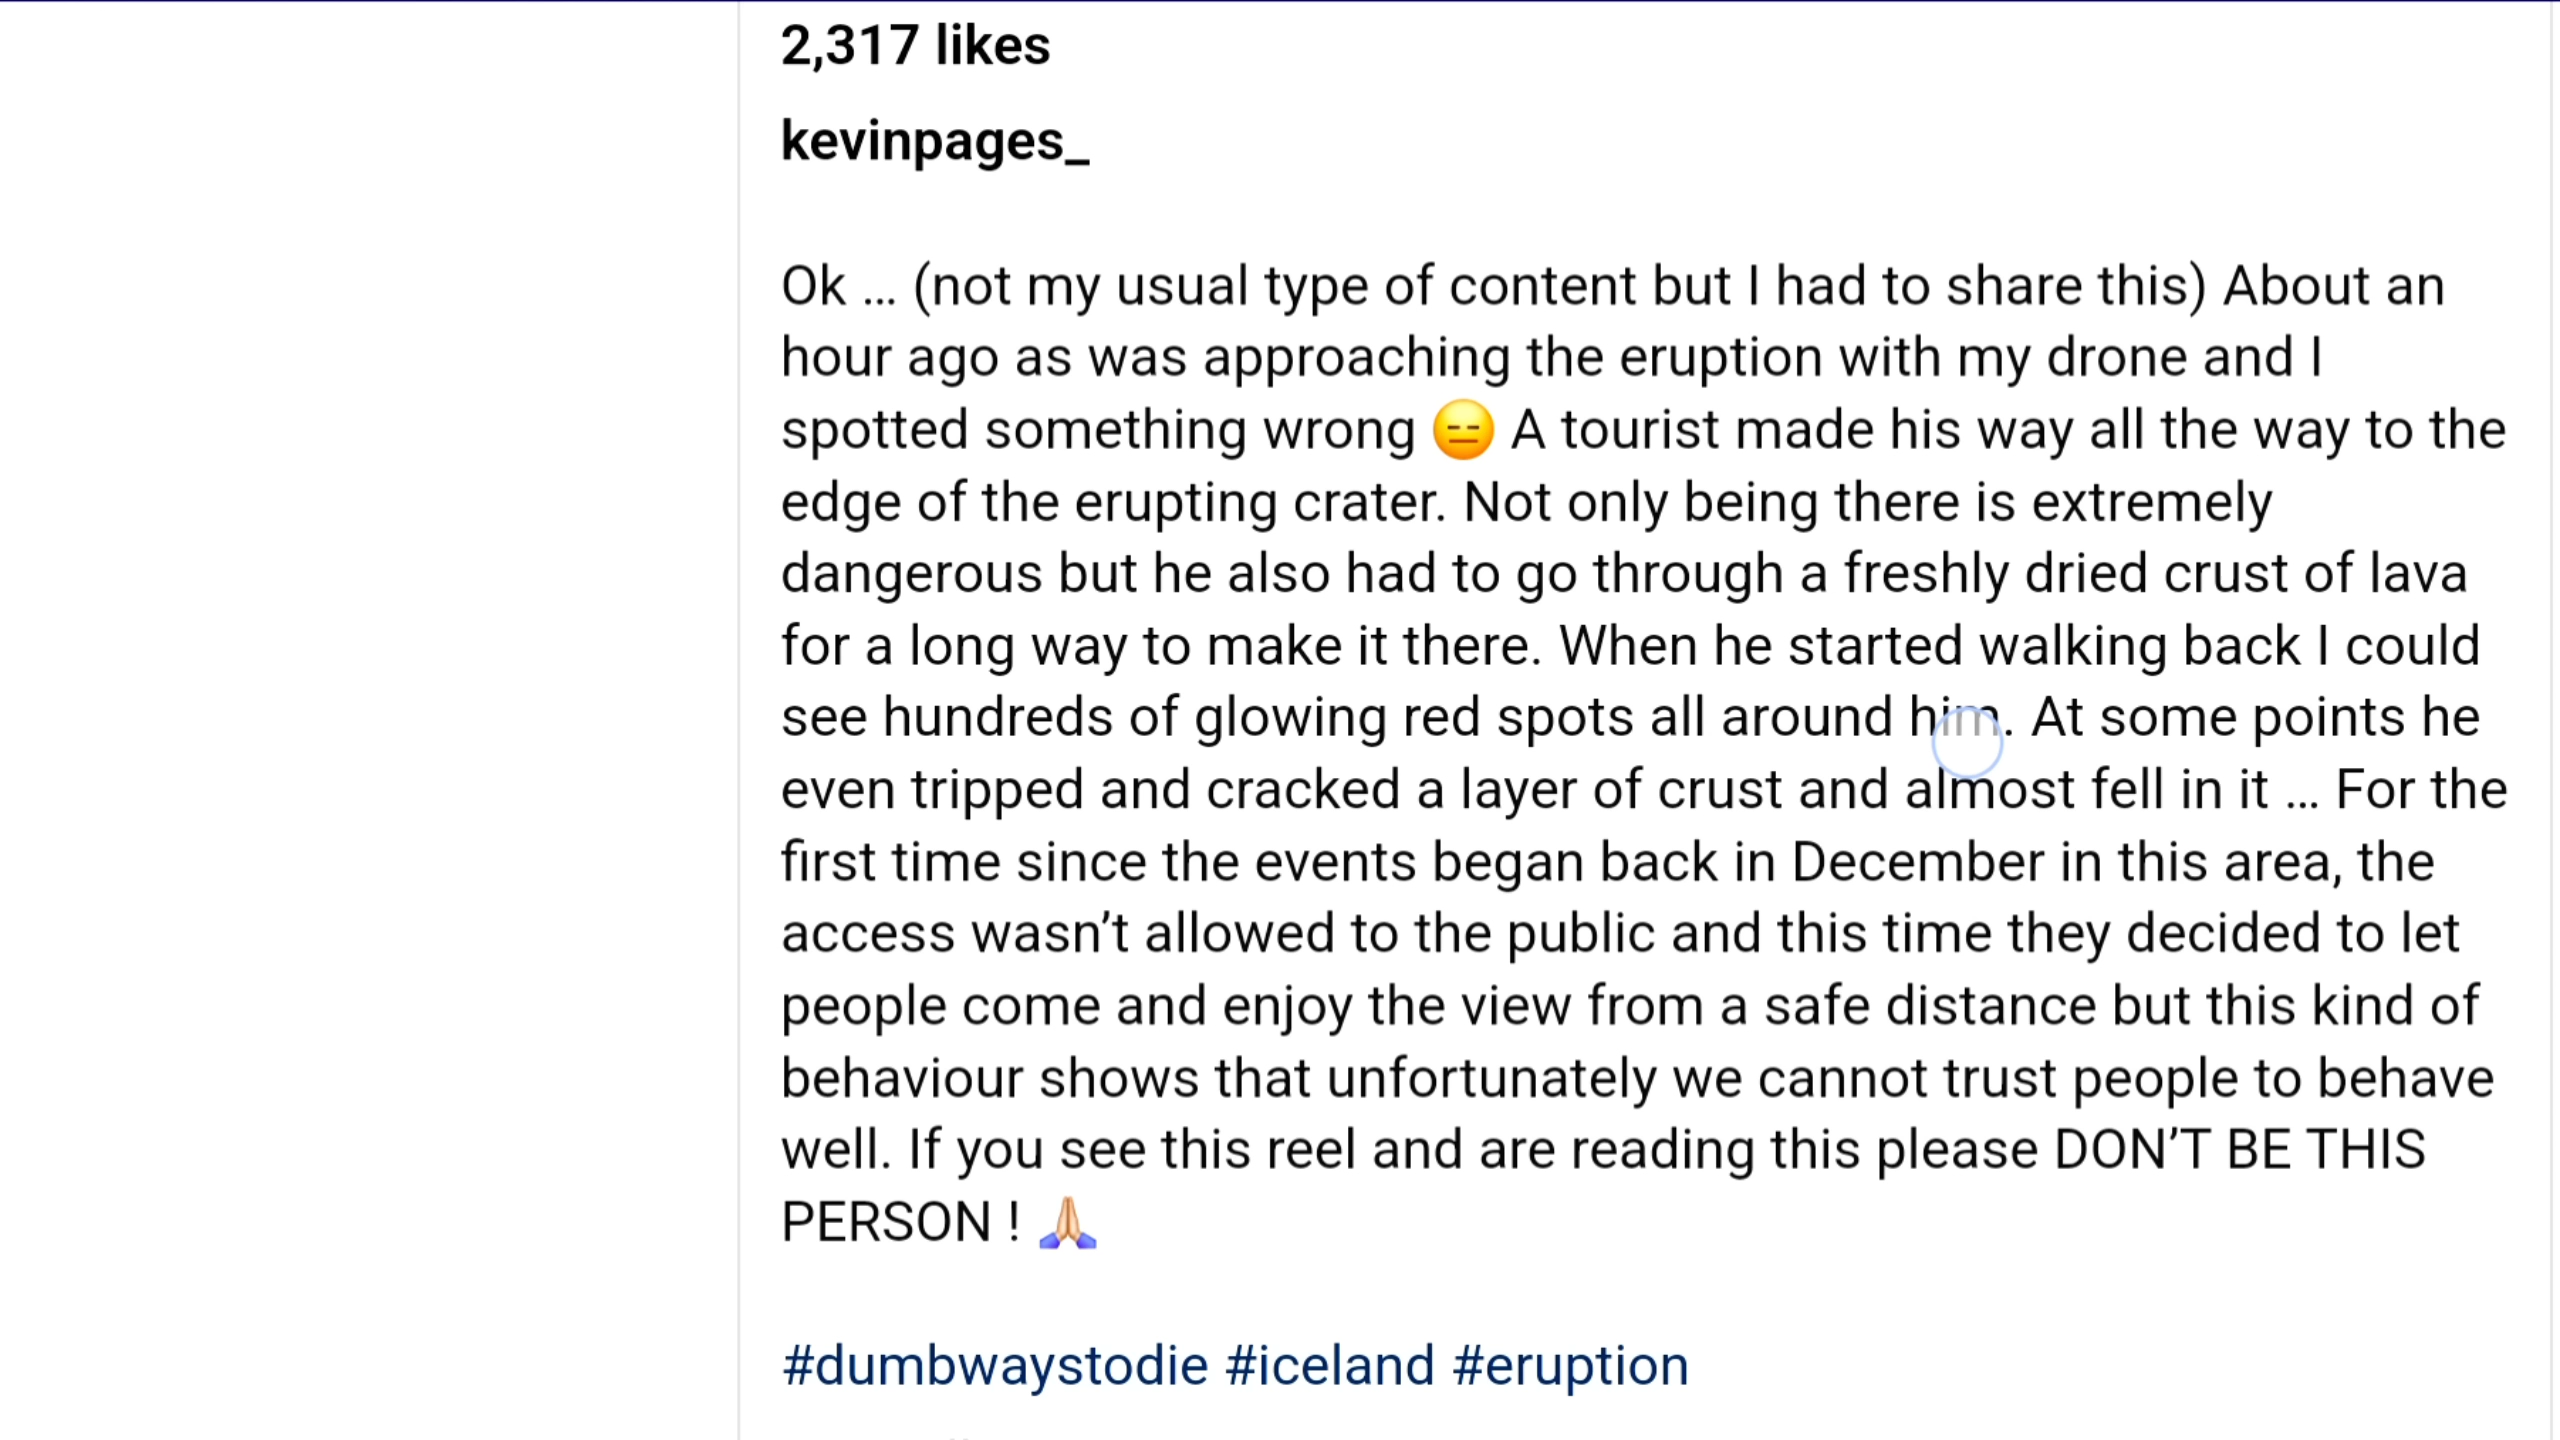 2,317 likes
kevinpages_
Ok … (not my usual type of content but I had to share this) About an
hour ago as was approaching the eruption with my drone and I
spotted something wrong 😑 A tourist made his way all the way to the
edge of the erupting crater. Not only being there is extremely
dangerous but he also had to go through a freshly dried crust of lava
for a long way to make it there. When he started walking back I could
see hundreds of glowing red spots all around him. At some points he
even tripped and cracked a layer of crust and almost fell in it … For the
first time since the events began back in December in this area, the
access wasn’t allowed to the public and this time they decided to let
people come and enjoy the view from a safe distance but this kind of
behaviour shows that unfortunately we cannot trust people to behave
well. If you see this reel and are reading this please DON’T BE THIS
PERSON ! 🙏🏼
#dumbwaystodie #iceland #eruption